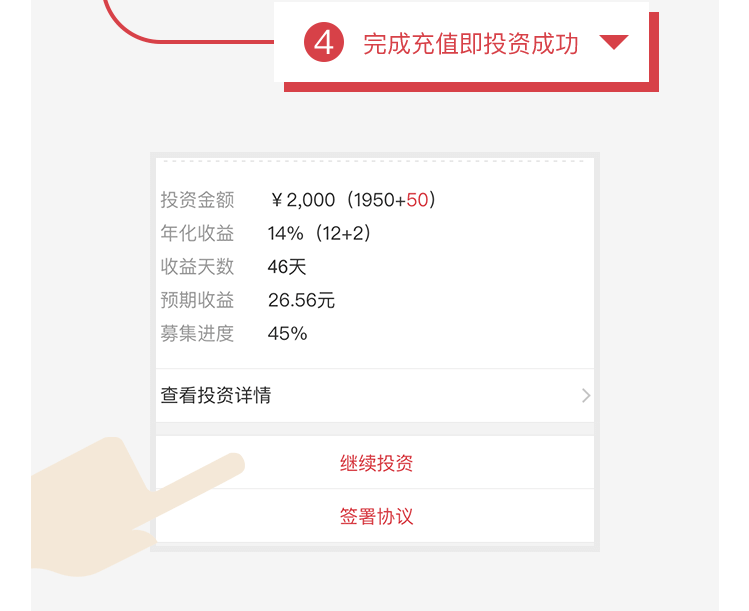 4 完成充值即投资成功
投资金额 ￥2,000（1950+50）
年化收益 14%（12+2）
收益天数 46天
预期收益 26.56元
募集进度 45%
查看投资详情
继续投资
签署协议